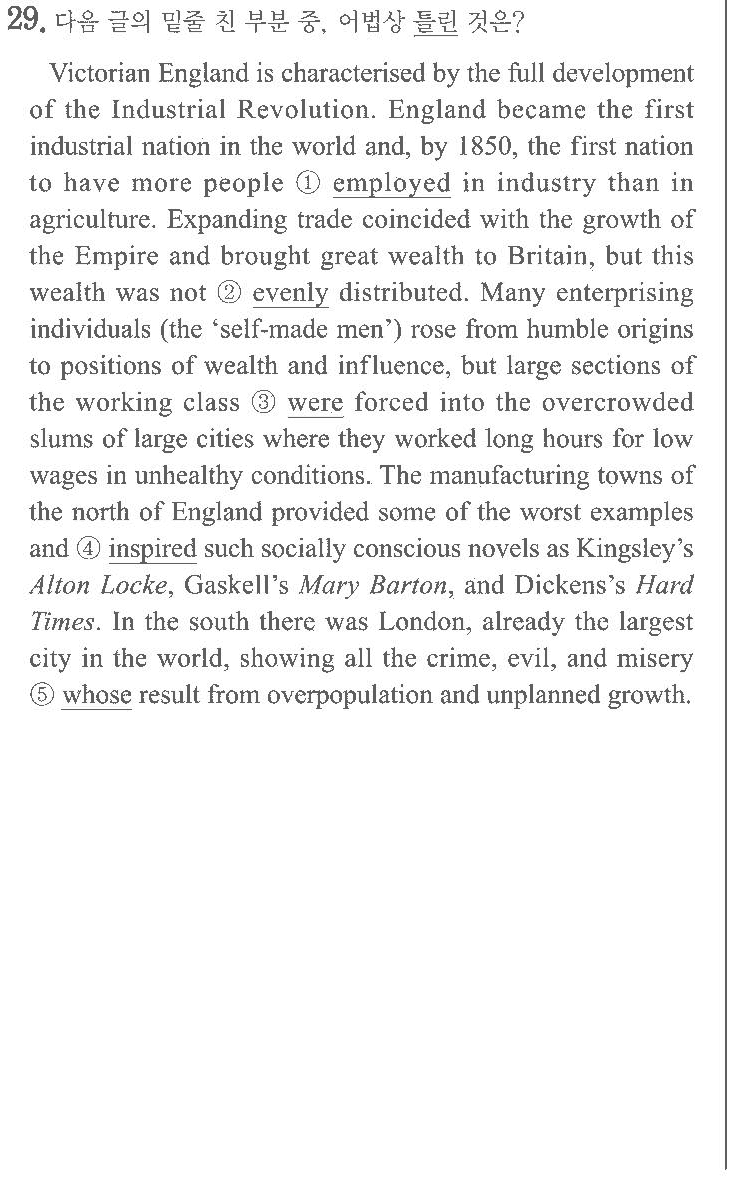 29. 다음 글의 밑줄 친 부분 중, 어법상 틀린 것은?
Victorian England is characterised by the full development
of the Industrial Revolution. England became the first
industrial nation in the world and, by 1850, the first nation
to have more people ① employed in industry than in
agriculture. Expanding trade coincided with the growth of
the Empire and brought great wealth to Britain, but this
wealth was not ② evenly distributed. Many enterprising
individuals (the ‘self-made men’) rose from humble origins
to positions of wealth and influence, but large sections of
the working class ③ were forced into the overcrowded
slums of large cities where they worked long hours for low
wages in unhealthy conditions. The manufacturing towns of
the north of England provided some of the worst examples
and ④ inspired such socially conscious novels as Kingsley’s
Alton Locke, Gaskell’s Mary Barton, and Dickens’s Hard
Times. In the south there was London, already the largest
city in the world, showing all the crime, evil, and misery
⑤ whose result from overpopulation and unplanned growth.